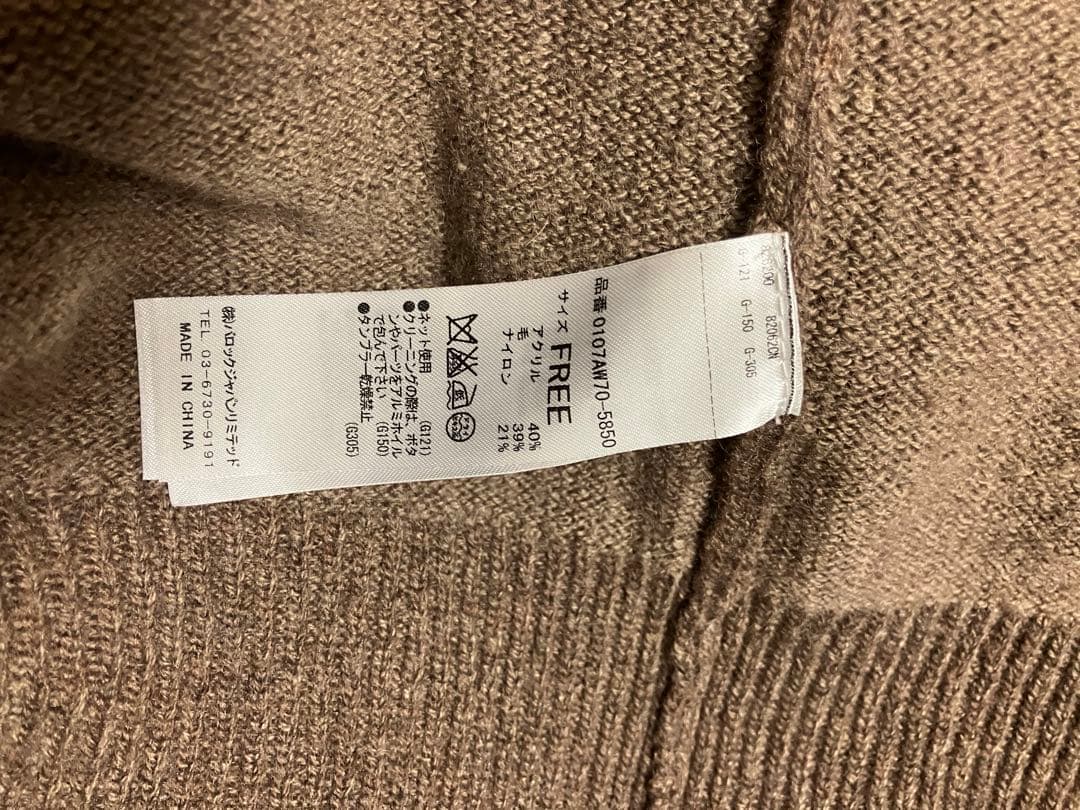 G-121 G-150 G-305
品番 0107AW70-5850
サイズ FREE
アクリル 40%
毛 39%
ナイロン 21%
●ネット使用 (G121)
●クリーニングの際は、ボタ
ンやパーツをアルミホイル
で包んで下さい (G150)
●タンブラー乾燥禁止
(G305)
㈱バロックジャパンリミテッド
TEL 03-6730-9191
MADE IN CHINA